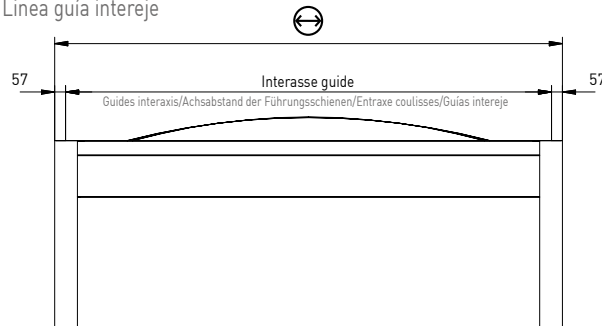 Linea guía intereje
57
Interasse guide
57
Guides interaxis/Achsabstand der Führungsschienen/Entraxe coulisses/Guías intereje